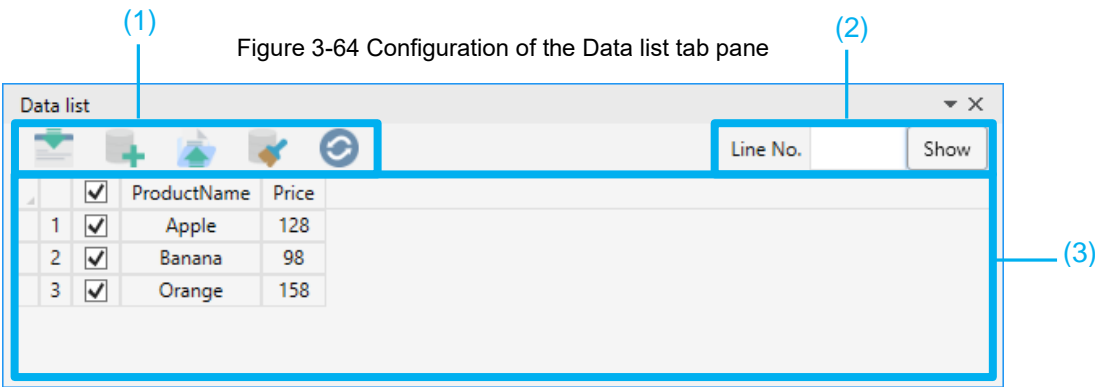 (1)
(2)
Figure 3-64 Configuration of the Data list tab pane
Data list
Line No. Show
ProductName Price
1 Apple 128
2 Banana 98
3 Orange 158
(3)